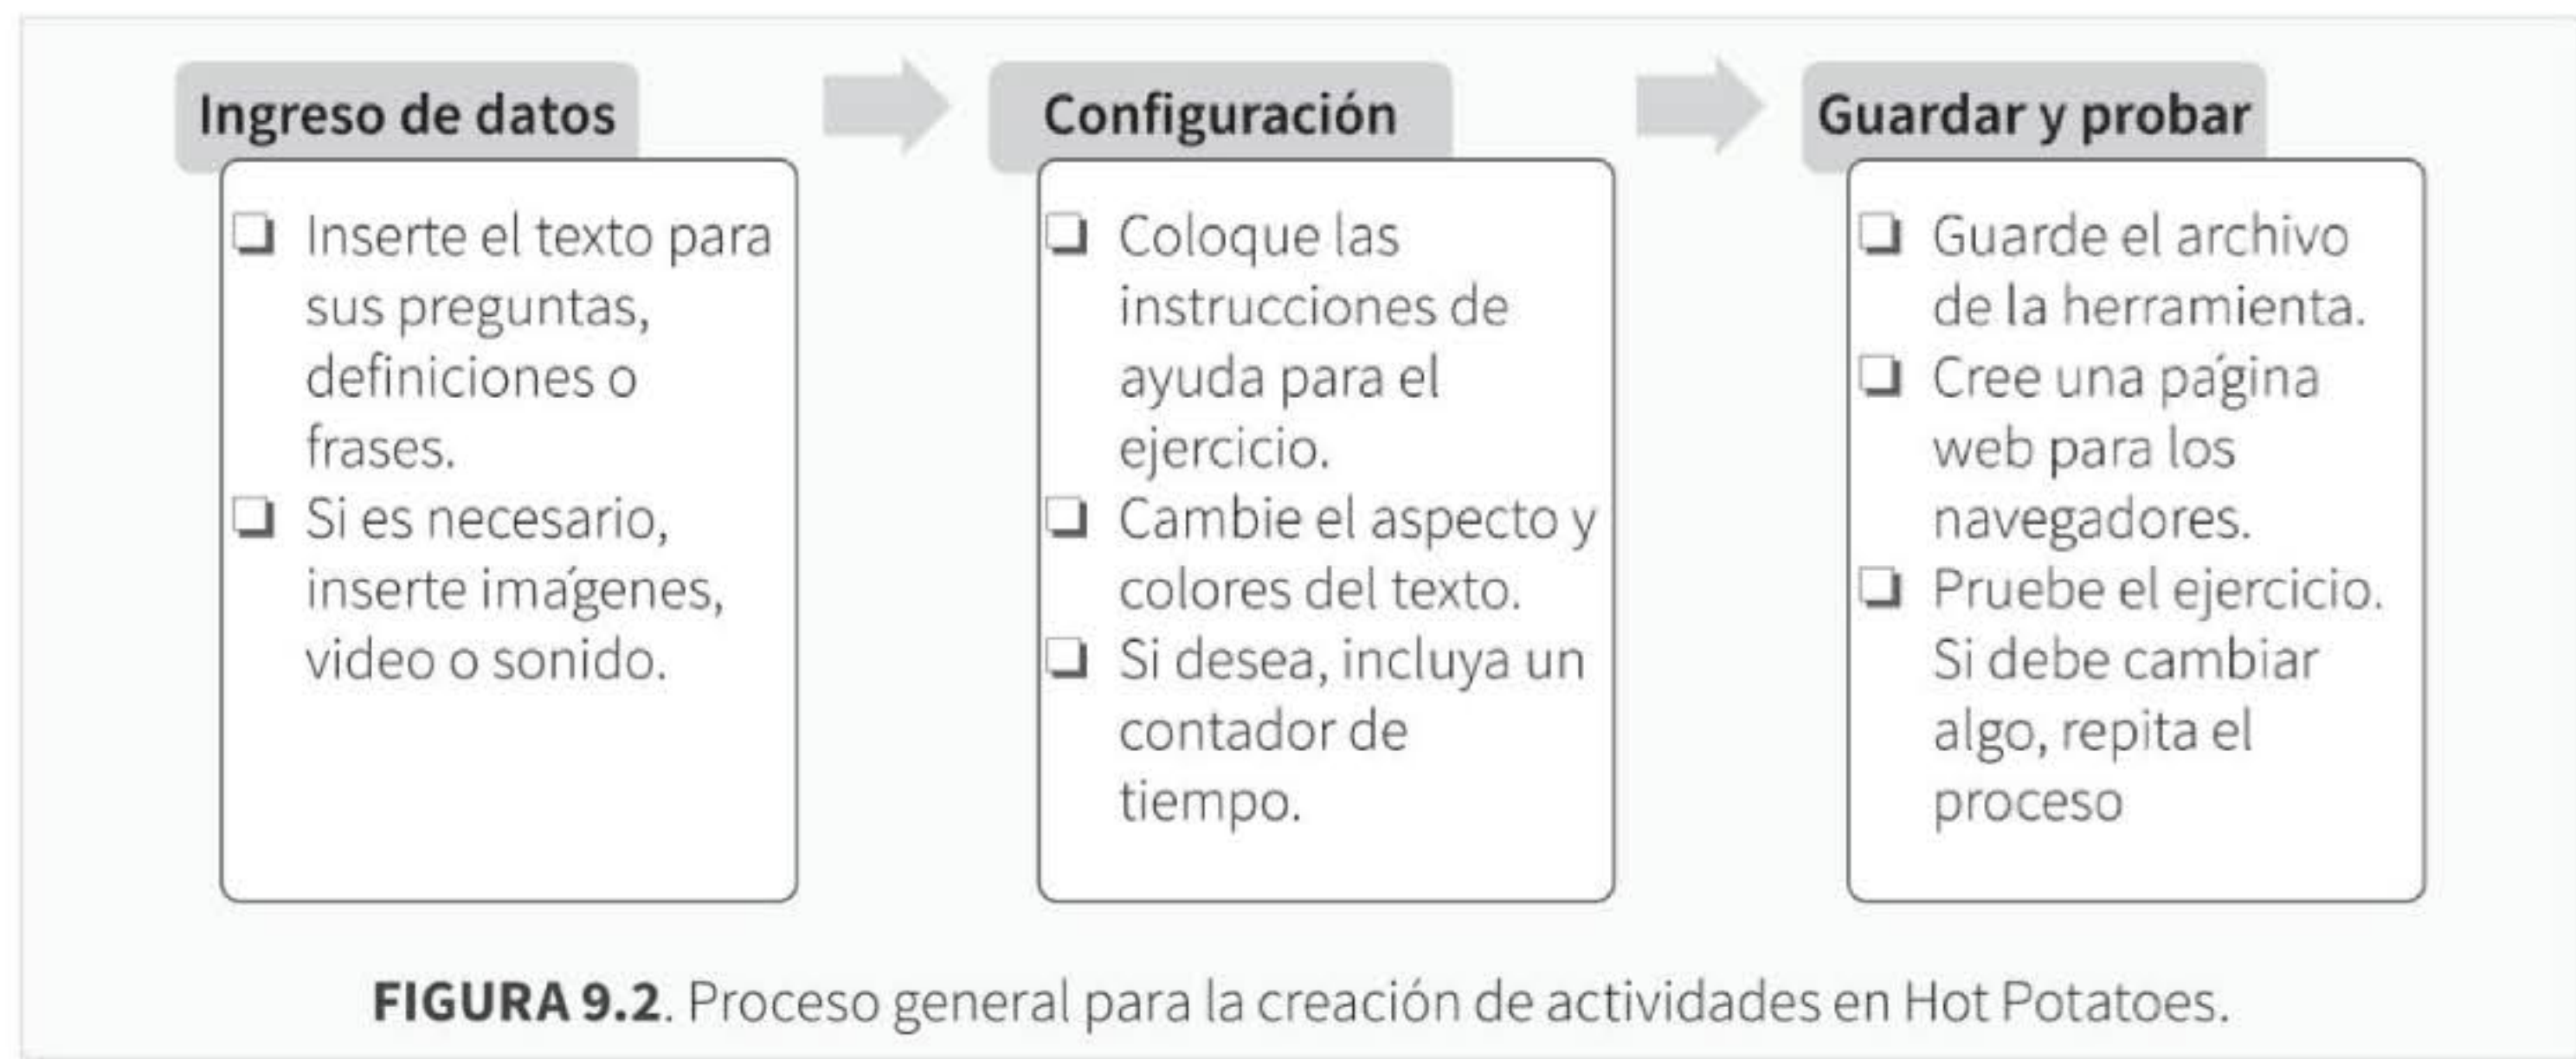 Ingreso de datos
Inserte el texto para
sus preguntas,
definiciones o
frases.
Si es necesario,
inserte imágenes,
video o sonido.
Configuración
Coloque las
instrucciones de
ayuda para el
ejercicio.
Cambie el aspecto y
colores del texto.
Si desea, incluya un
contador de
tiempo.
Guardar y probar
Guarde el archivo
de la herramienta.
Cree una página
web para los
navegadores.
Pruebe el ejercicio.
Si debe cambiar
algo, repita el
proceso
FIGURA 9.2. Proceso general para la creación de actividades en Hot Potatoes.